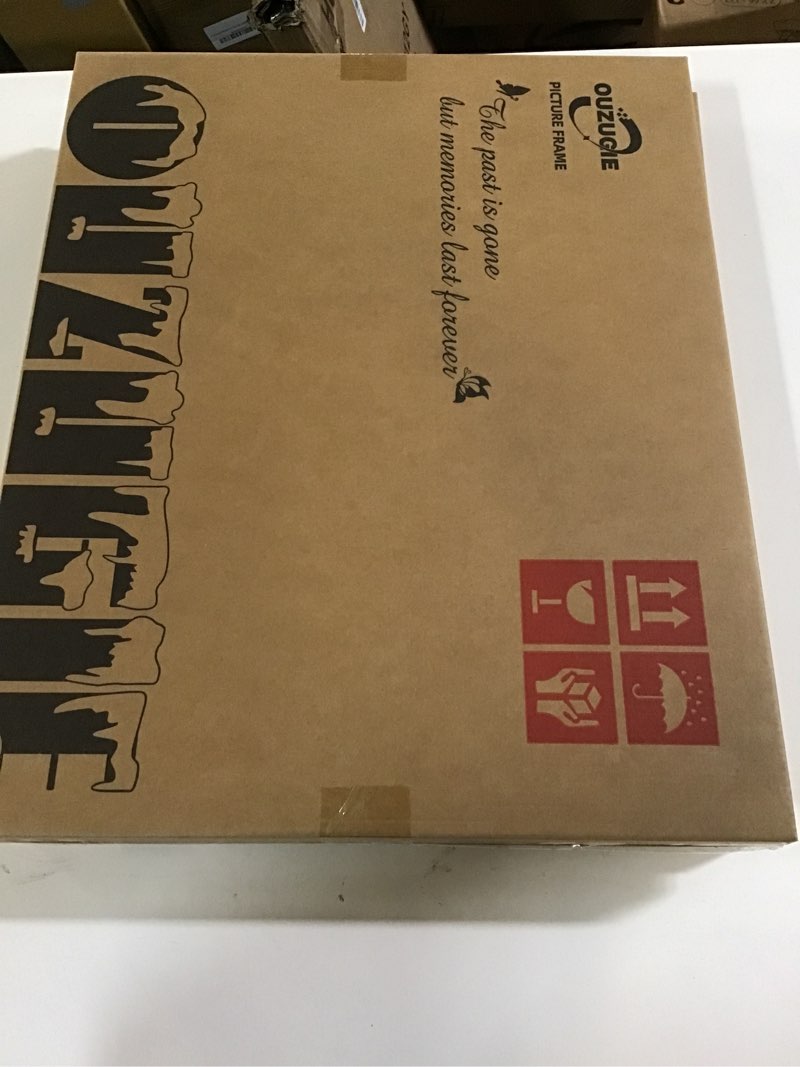 OUZUGIE
PICTURE FRAME
The past is gone
but memories last forever
OUZUGIE